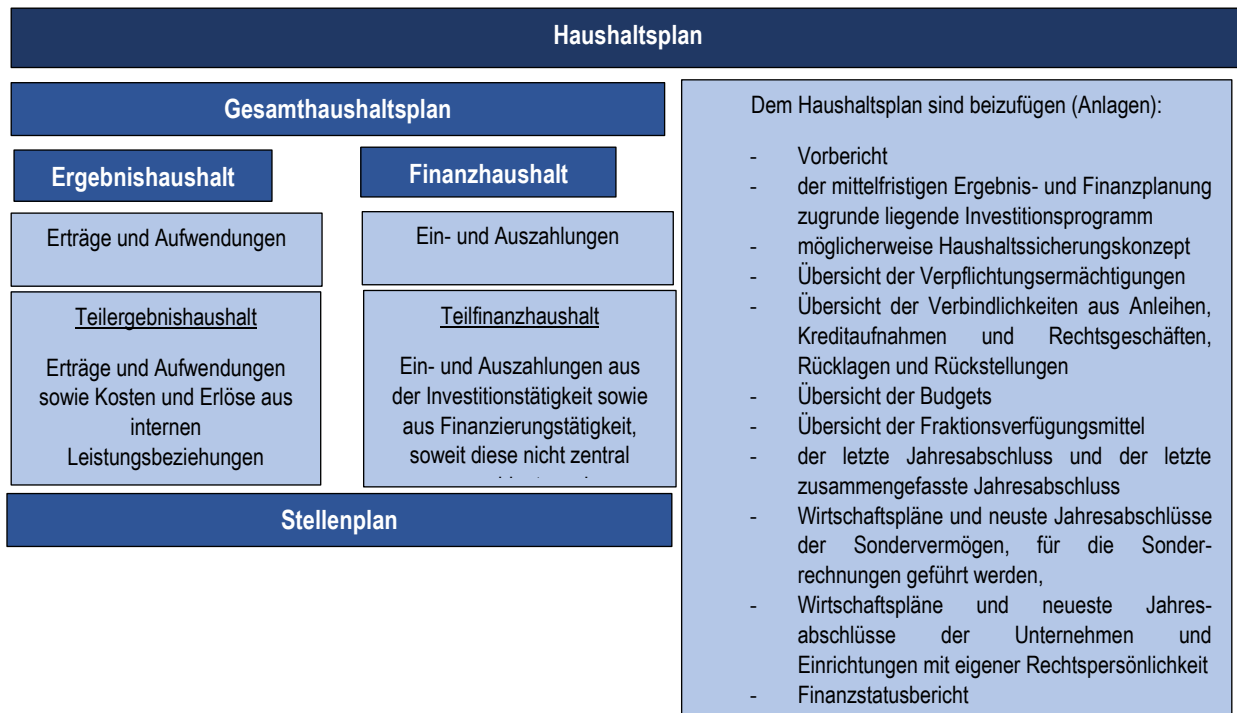 Haushaltsplan
Gesamthaushaltsplan
Ergebnishaushalt
Erträge und Aufwendungen
Teilergebnishaushalt
Erträge und Aufwendungen
sowie Kosten und Erlöse aus
internen
Leistungsbeziehungen
Finanzhaushalt
Ein- und Auszahlungen
Teilfinanzhaushalt
Ein- und Auszahlungen aus
der Investitionstätigkeit sowie
aus Finanzierungstätigkeit,
soweit diese nicht zentral
Stellenplan
Dem Haushaltsplan sind beizufügen (Anlagen):
- Vorbericht
- der mittelfristigen Ergebnis- und Finanzplanung
zugrunde liegende Investitionsprogramm
- möglicherweise Haushaltssicherungskonzept
- Übersicht der Verpflichtungsermächtigungen
- Übersicht der Verbindlichkeiten aus Anleihen,
Kreditaufnahmen und Rechtsgeschäften,
Rücklagen und Rückstellungen
- Übersicht der Budgets
- Übersicht der Fraktionsverfügungsmittel
- der letzte Jahresabschluss und der letzte
zusammengefasste Jahresabschluss
- Wirtschaftspläne und neuste Jahresabschlüsse
der Sondervermögen, für die Sonder-
rechnungen geführt werden,
- Wirtschaftspläne und neueste Jahres-
abschlüsse der Unternehmen und
Einrichtungen mit eigener Rechtspersönlichkeit
- Finanzstatusbericht